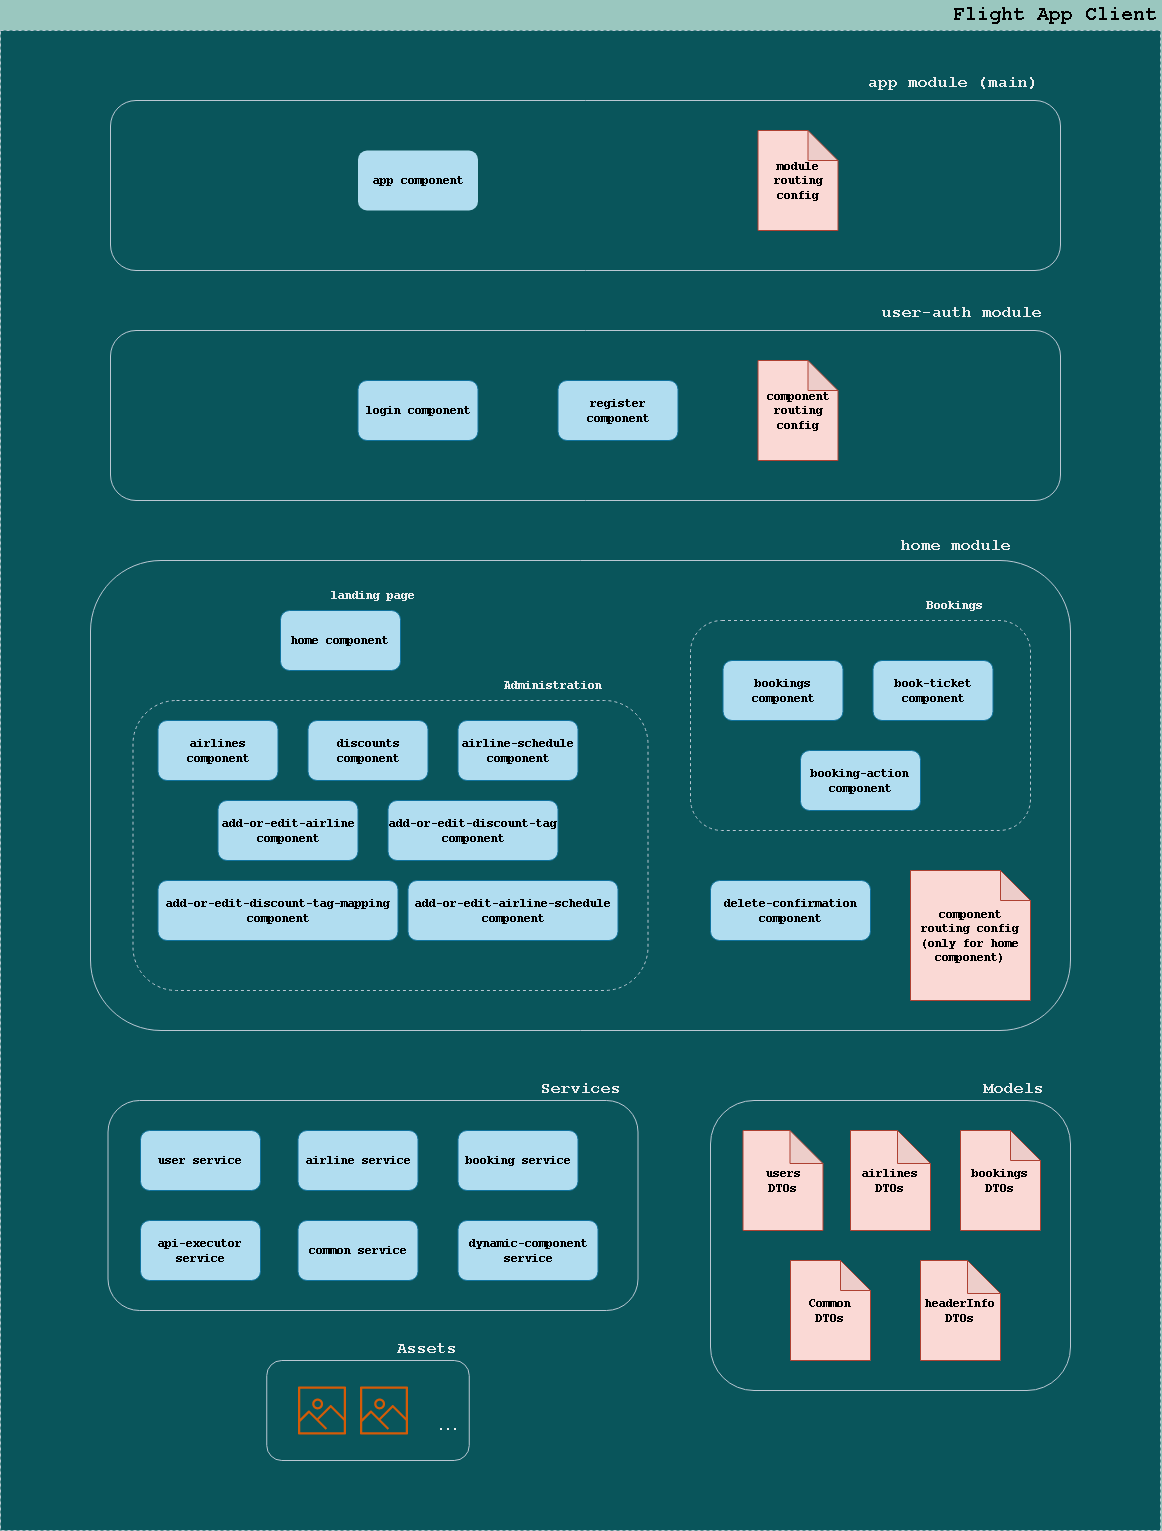 Flight App Client
app module (main)
app component
module
routing
config
user-auth module
login component
register
component
component
routing
config
home module
landing page
home component
Administration
airlines
component
discounts
component
airline-schedule
component
add-or-edit-airline
component
add-or-edit-discount-tag
component
add-or-edit-discount-tag-mapping
component
add-or-edit-airline-schedule
component
Bookings
bookings
component
book-ticket
component
booking-action
component
delete-confirmation
component
component
routing config
(only for home
component)
Services
user service
airline service
booking service
api-executor
service
common service
dynamic-component
service
Models
users
DTOs
airlines
DTOs
bookings
DTOs
Common
DTOs
headerInfo
DTOs
Assets
...